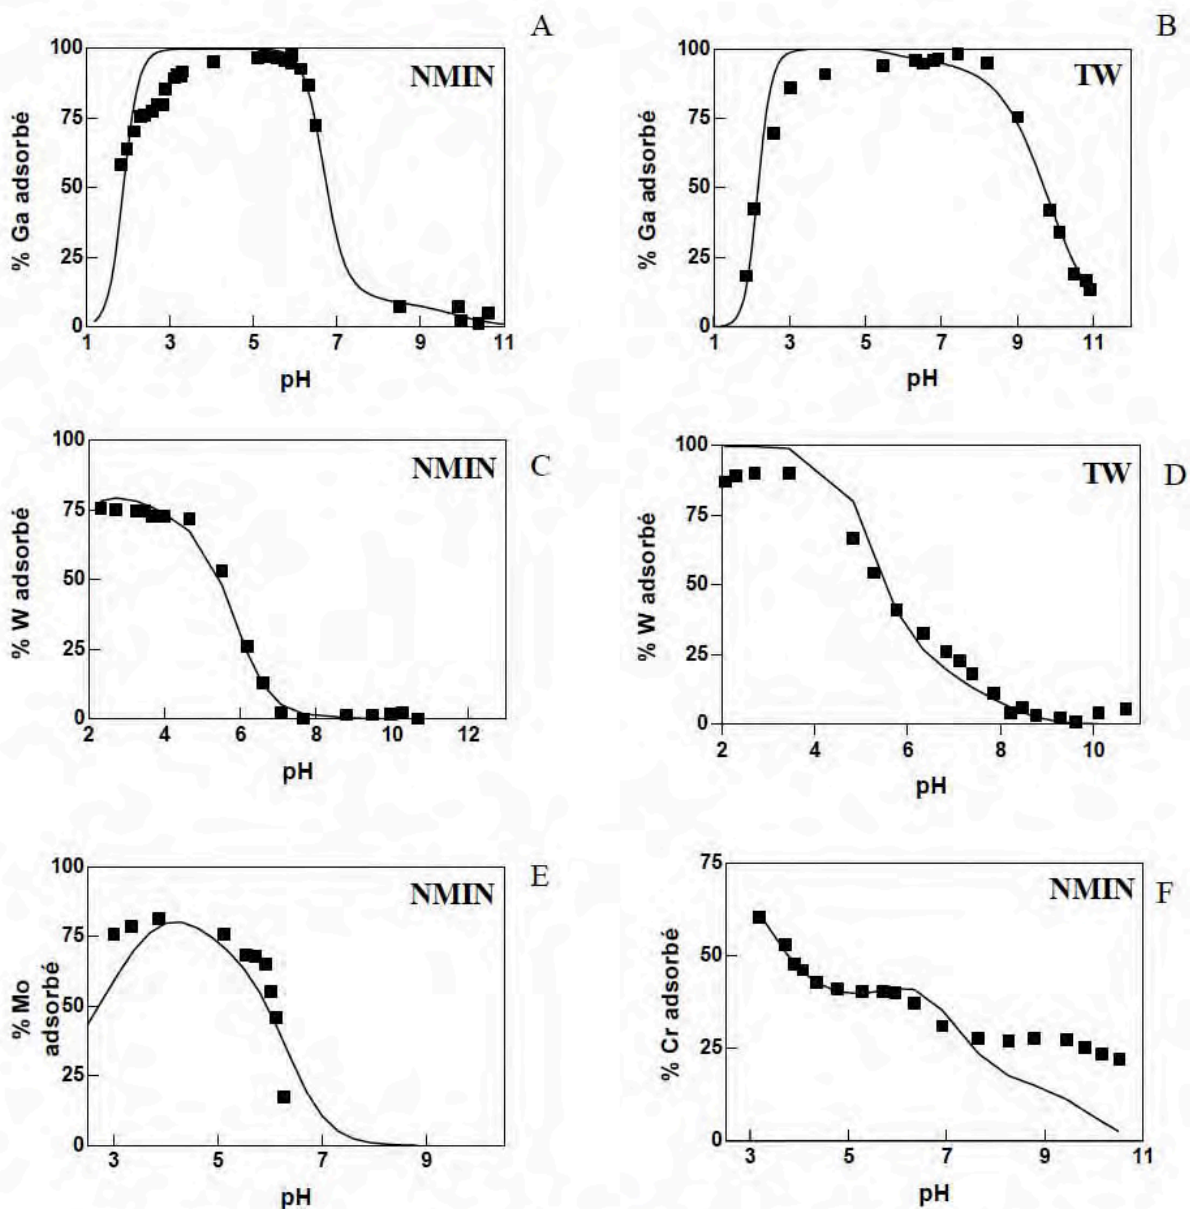 A
NMIN
% Ga adsorbé
100
75
50
25
0
1 3 5 7 9 11
pH
B
TW
% Ga adsorbé
100
75
50
25
0
1 3 5 7 9 11
pH
C
NMIN
% W adsorbé
100
75
50
25
0
2 4 6 8 10 12
pH
D
TW
% W adsorbé
100
75
50
25
0
2 4 6 8 10
pH
E
NMIN
% Mo
adsorbé
100
75
50
25
0
3 5 7 9
pH
F
NMIN
% Cr adsorbé
75
50
25
0
3 5 7 9 11
pH